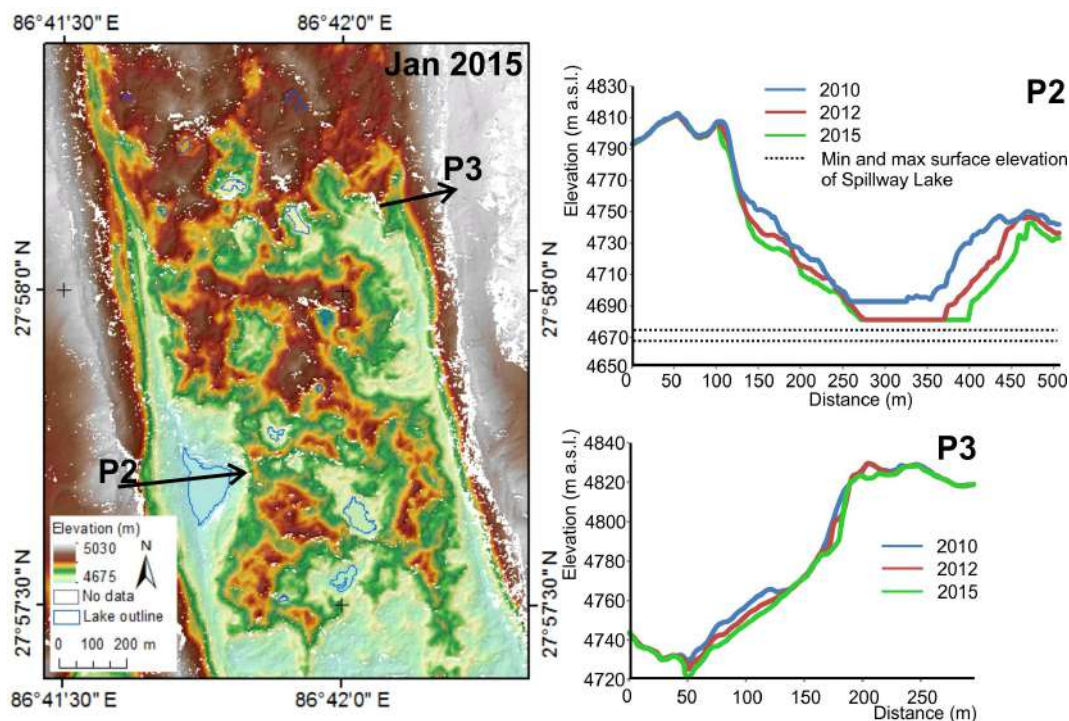 86°41'30" E 86°42'0" E
Jan 2015
P3
27°58'0" N
27°58'0" N
P2
Elevation (m)
5030
4675
N
No data
Lake outline
0 100 200 m
27°57'30" N
27°57'30" N
86°41'30" E 86°42'0" E
P2
Elevation (m a.s.l.)
4830
4810
4790
4770
4750
4730
4710
4690
4670
4650
2010
2012
2015
Min and max surface elevation
of Spillway Lake
0 50 100 150 200 250 300 350 400 450 500
Distance (m)
P3
Elevation (m a.s.l.)
4840
4820
4800
4780
4760
4740
4720
2010
2012
2015
0 50 100 150 200 250
Distance (m)